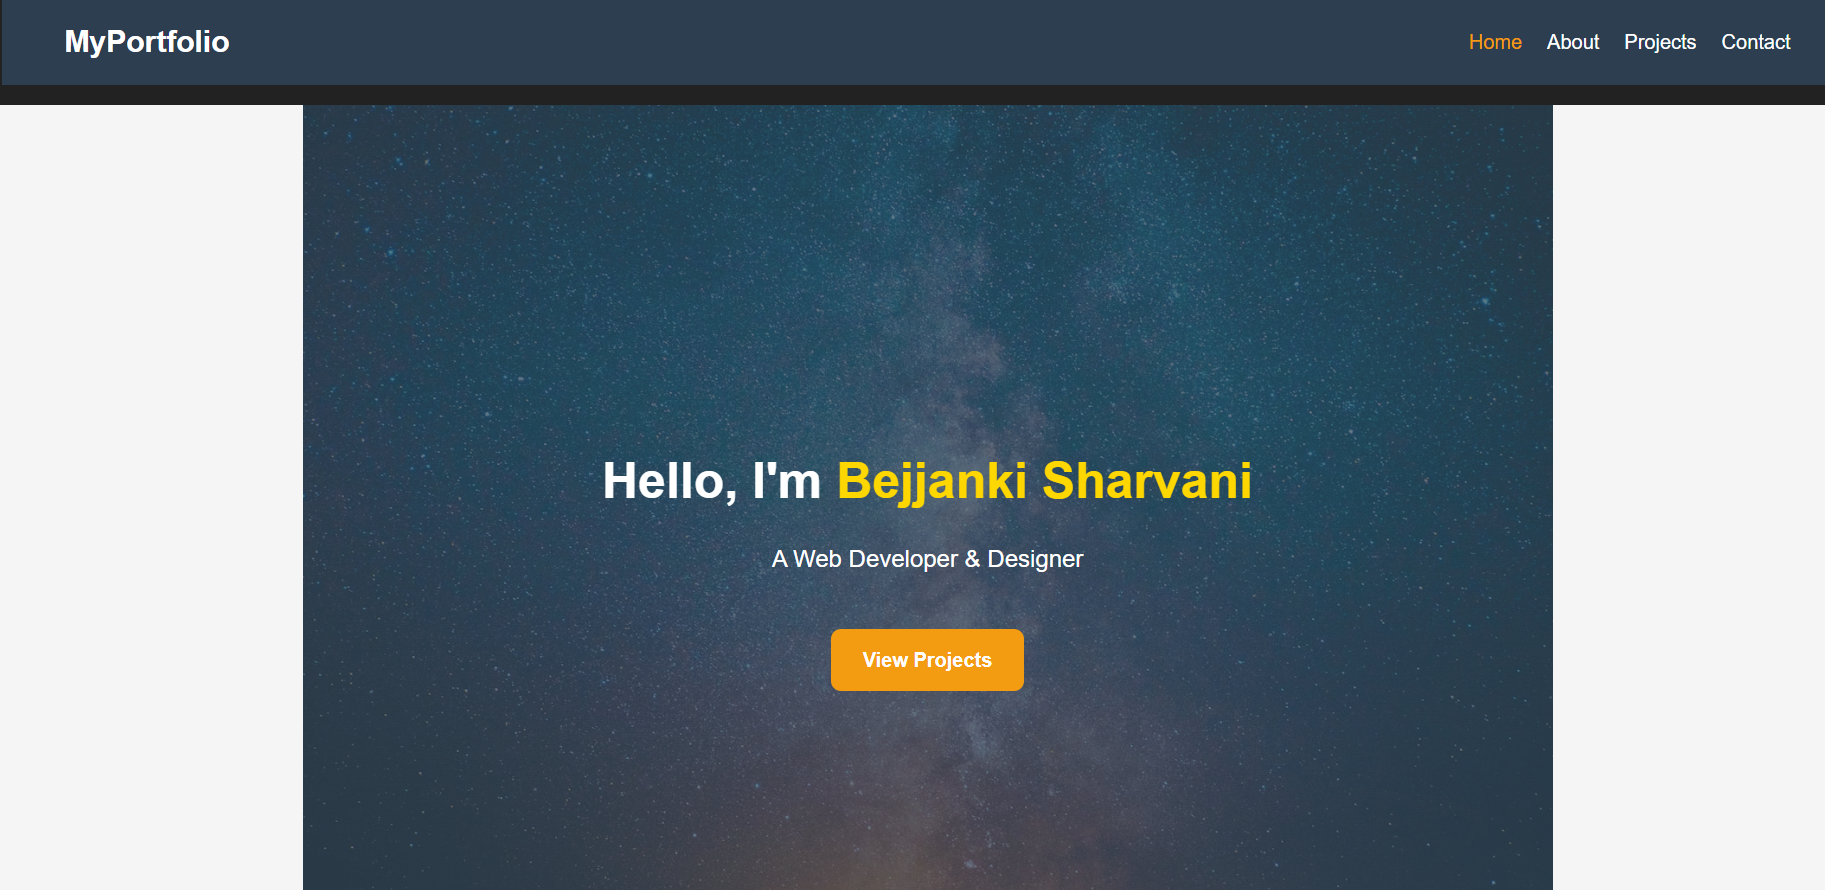 MyPortfolio
Home About Projects Contact
Hello, I'm Bejjanki Sharvani
A Web Developer & Designer
View Projects